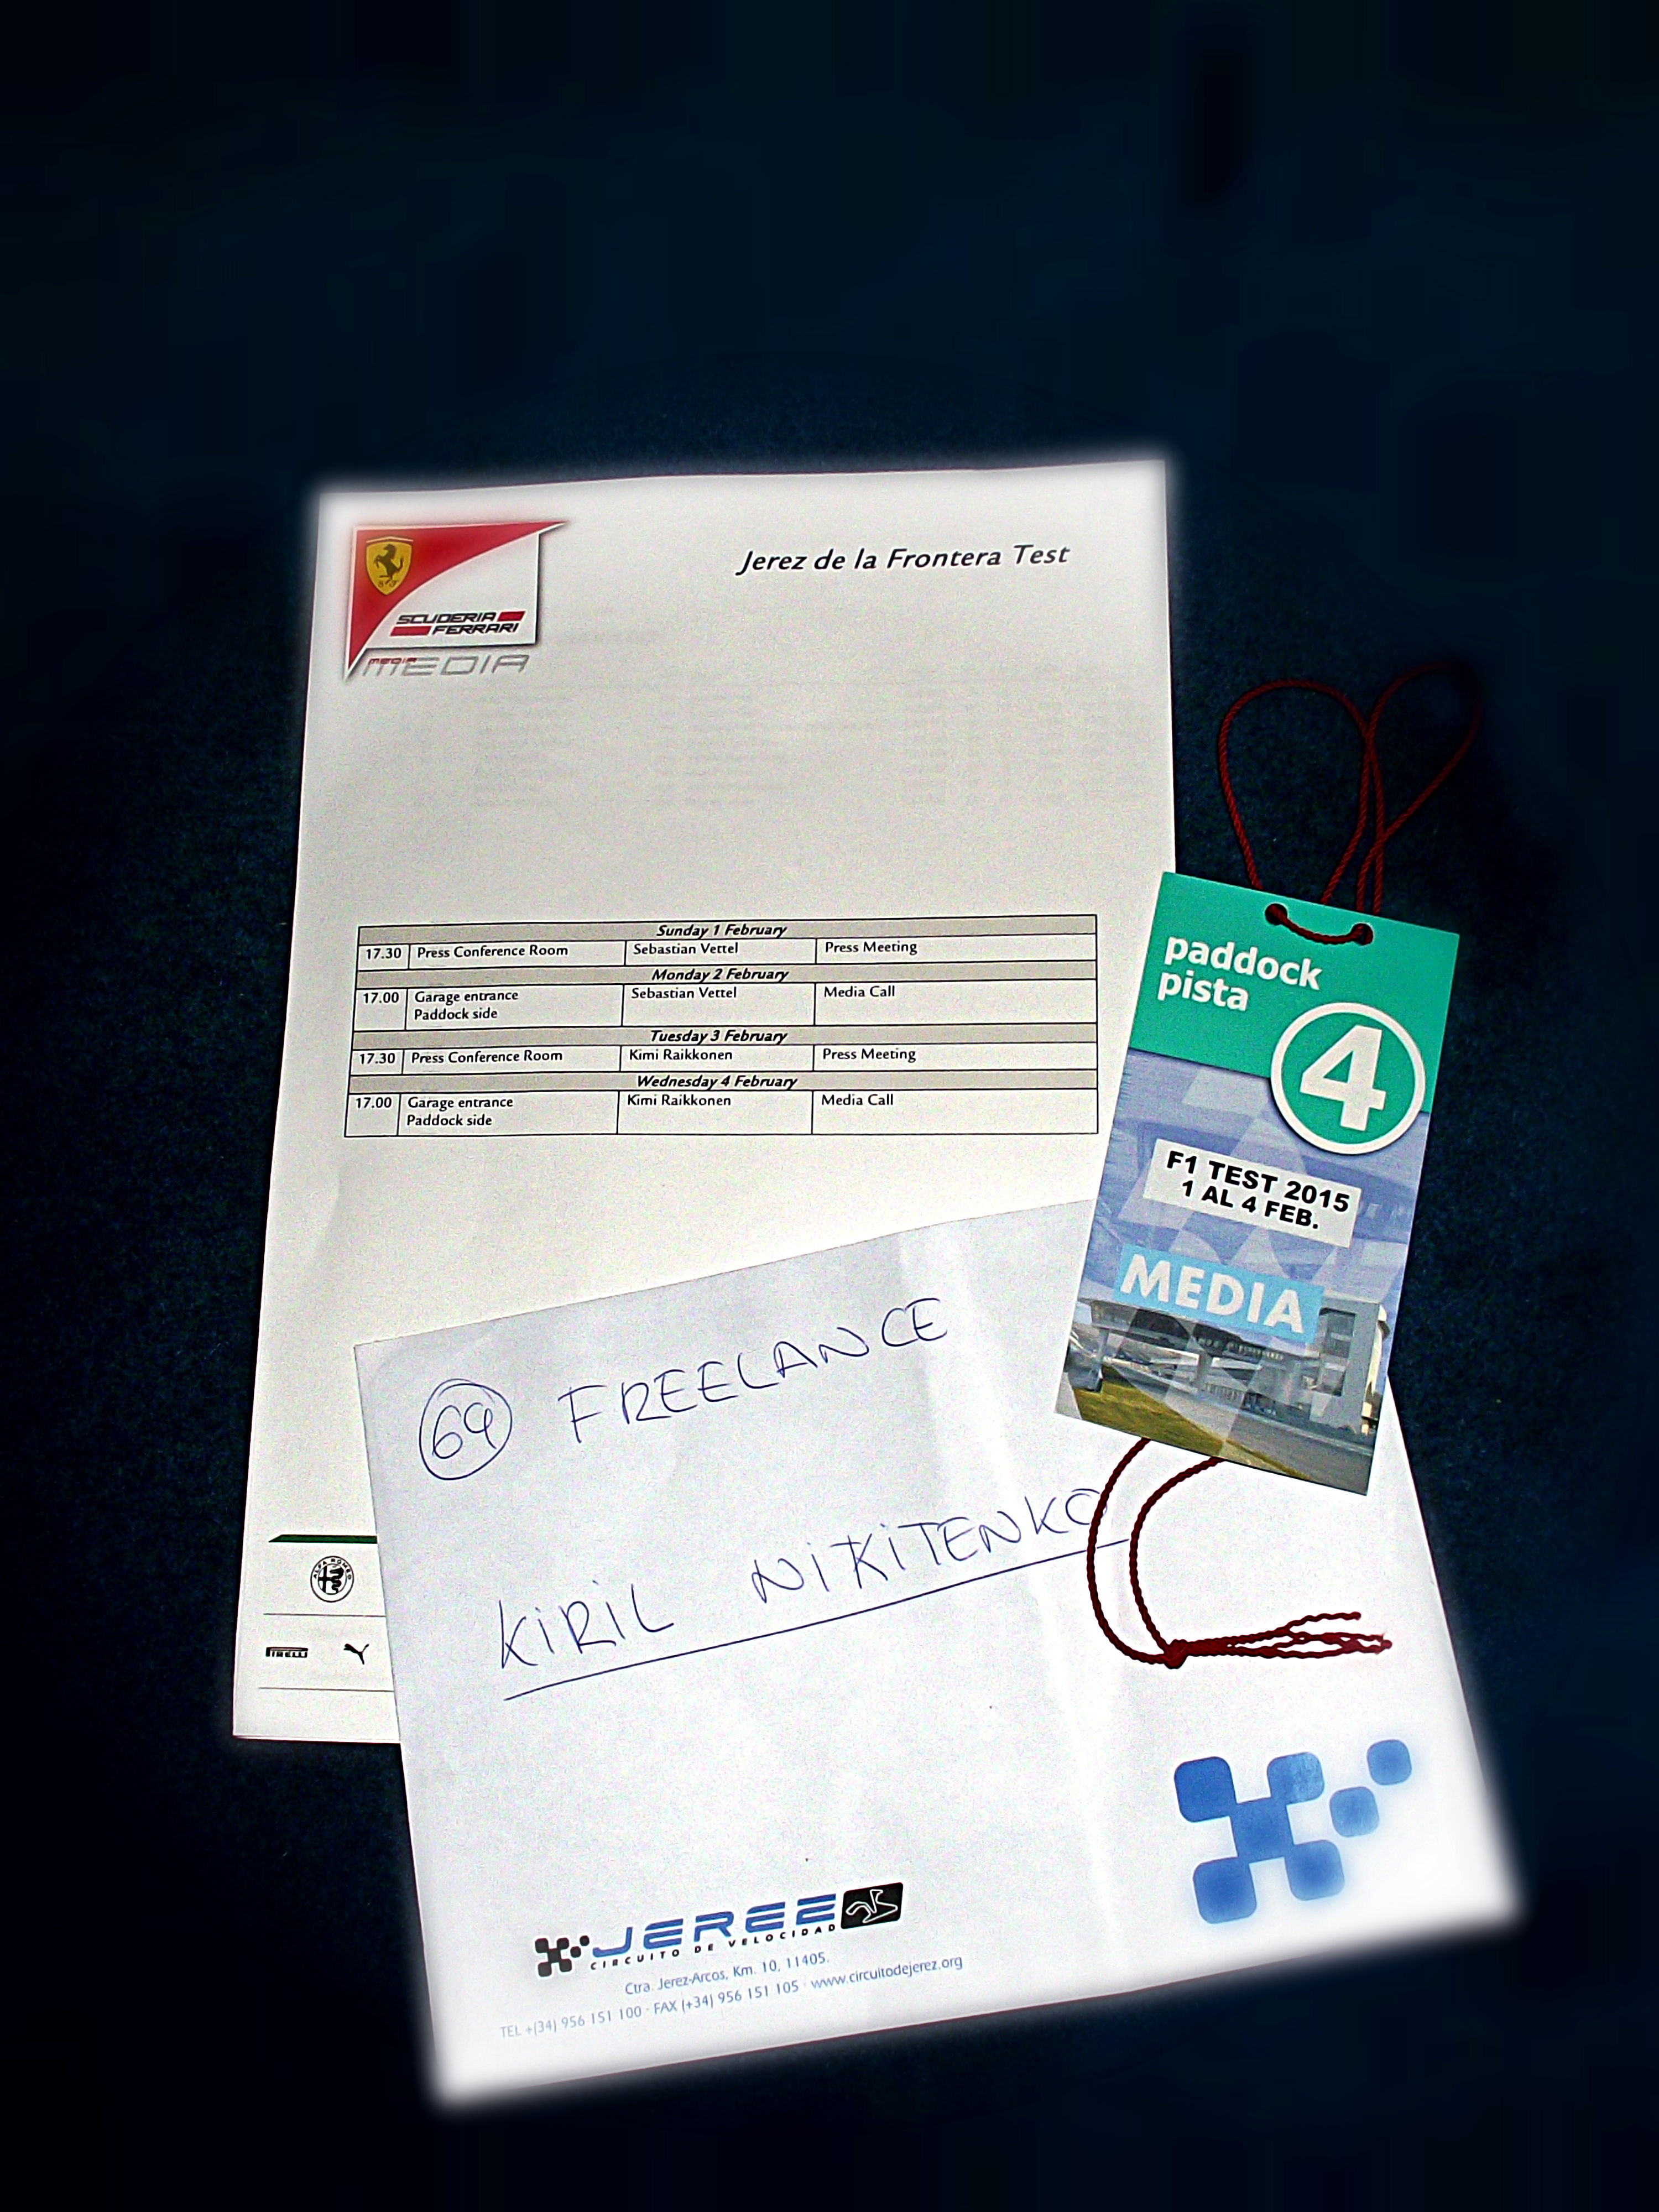 SCUDERIA
FERRARI
MEDIA
MEDIA
Jerez de la Frontera Test
Sunday 1 February
17.30 Press Conference Room Sebastian Vettel Press Meeting
Monday 2 February
17.00 Garage entrance Sebastian Vettel Media Call
Paddock side
Tuesday 3 February
17.30 Press Conference Room Kimi Raikkonen Press Meeting
Wednesday 4 February
17.00 Garage entrance Kimi Raikkonen Media Call
Paddock side
ALFA ROMEO
PIRELLI
paddock
pista
4
F1 TEST 2015
1 AL 4 FEB.
MEDIA
69 FREELANCE
KiRiL NiKiTENKO
JEREZ
CIRCUITO DE VELOCIDAD
Ctra. Jerez-Arcos, Km. 10, 11405.
TEL +(34) 956 151 100 · FAX (+34) 956 151 105 · www.circuitodejerez.org